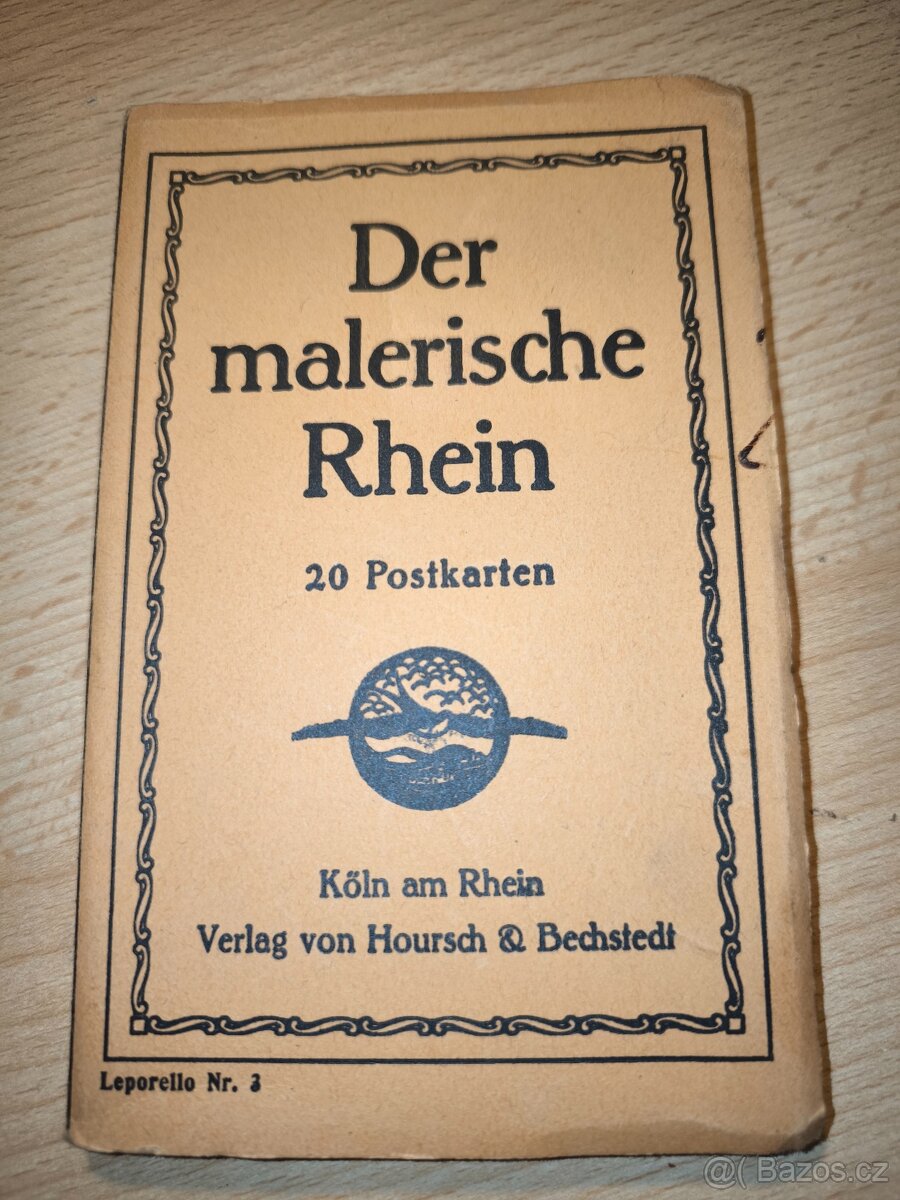 Der
malerische
Rhein
20 Postkarten
Köln am Rhein
Verlag von Hoursch & Bechstedt
Leporello Nr. 3
@( Bazos.cz